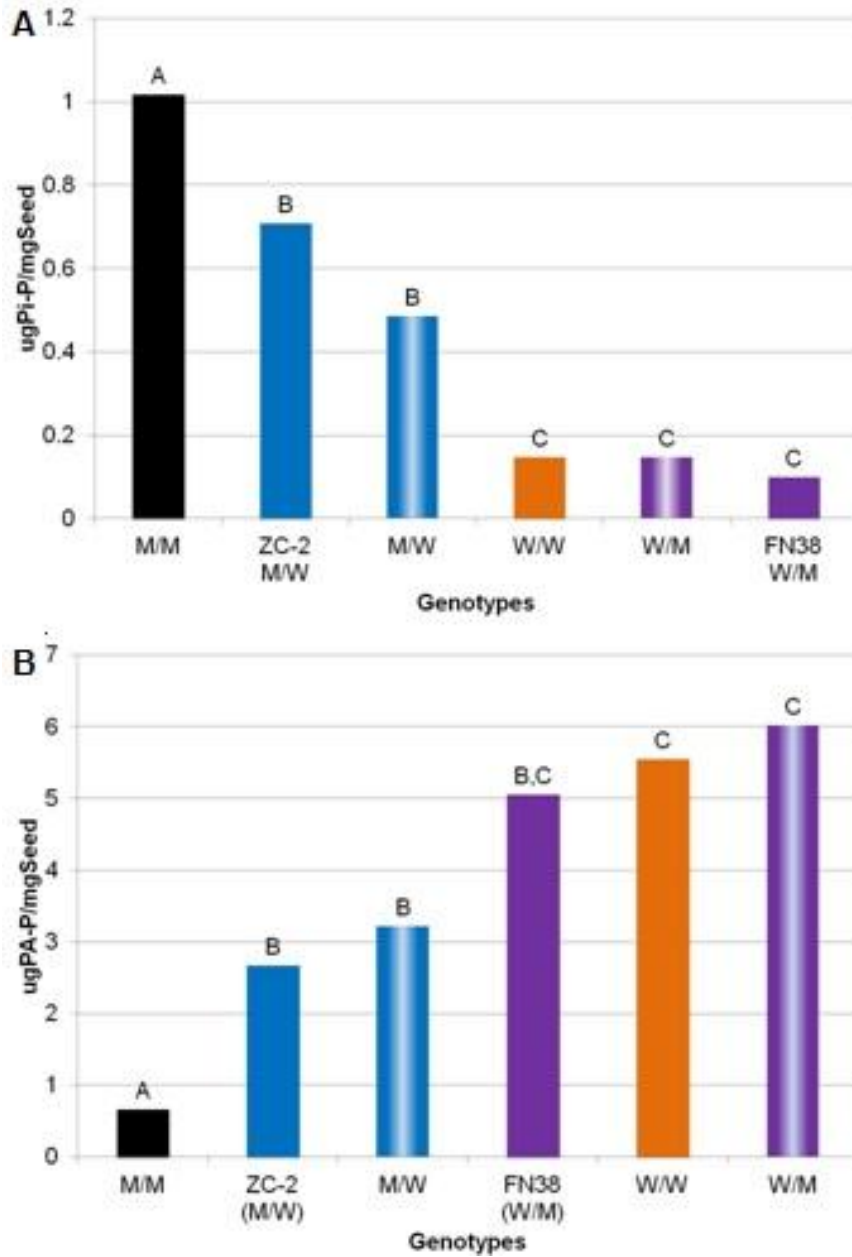 A
1.2
1
0.8
0.6
0.4
0.2
0
ugPi-P/mgSeed
A
B
B
C
C
C
M/M
ZC-2
M/W
M/W
W/W
W/M
FN38
W/M
Genotypes
B
7
6
5
4
3
2
1
0
ugPA-P/mgSeed
A
B
B
B,C
C
C
M/M
ZC-2
(M/W)
M/W
FN38
(W/M)
W/W
W/M
Genotypes